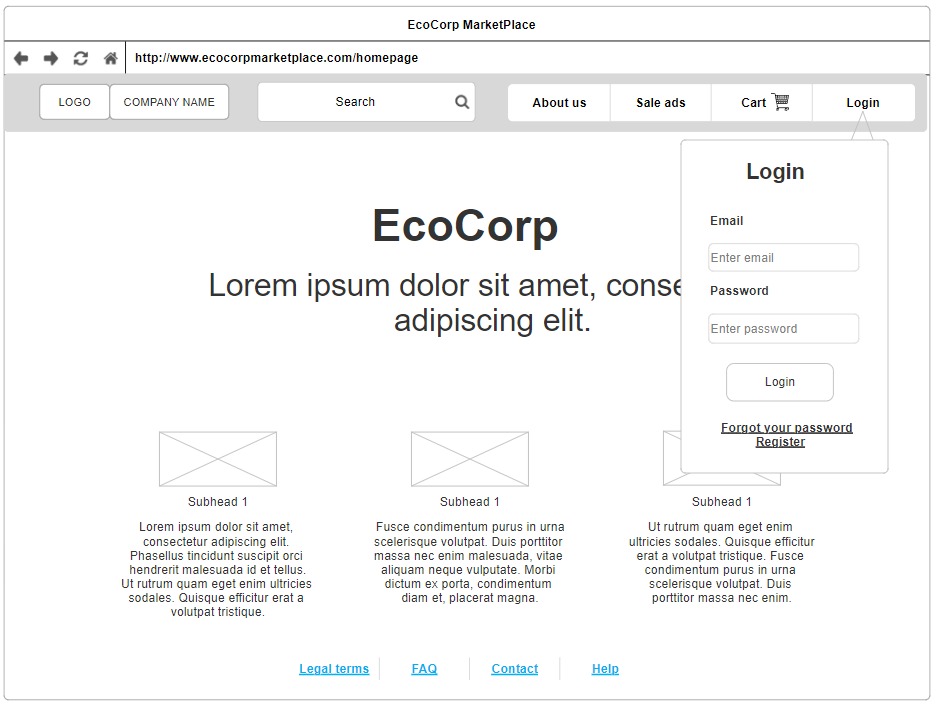 EcoCorp MarketPlace
http://www.ecocorpmarketplace.com/homepage
LOGO
COMPANY NAME
Search
About us
Sale ads
Cart
Login
Login
Email
Enter email
Password
Enter password
Login
Forgot your password
Register
EcoCorp
Lorem ipsum dolor sit amet,
adipiscing elit.
Subhead 1
Lorem ipsum dolor sit amet,
consectetur adipiscing elit.
Phasellus tincidunt suscipit orci
hendrerit malesuada id et tellus.
Ut rutrum quam eget enim ultricies
sodales. Quisque efficitur erat a
volutpat tristique.
Subhead 1
Fusce condimentum purus in urna
scelerisque volutpat. Duis porttitor
massa nec enim malesuada, vitae
aliquam neque vulputate. Morbi
dictum ex porta, condimentum
diam et, placerat magna.
Subhead 1
Ut rutrum quam eget enim
ultricies sodales. Quisque efficitur
erat a volutpat tristique. Fusce
condimentum purus in urna
scelerisque volutpat. Duis
porttitor massa nec enim.
Legal terms
FAQ
Contact
Help